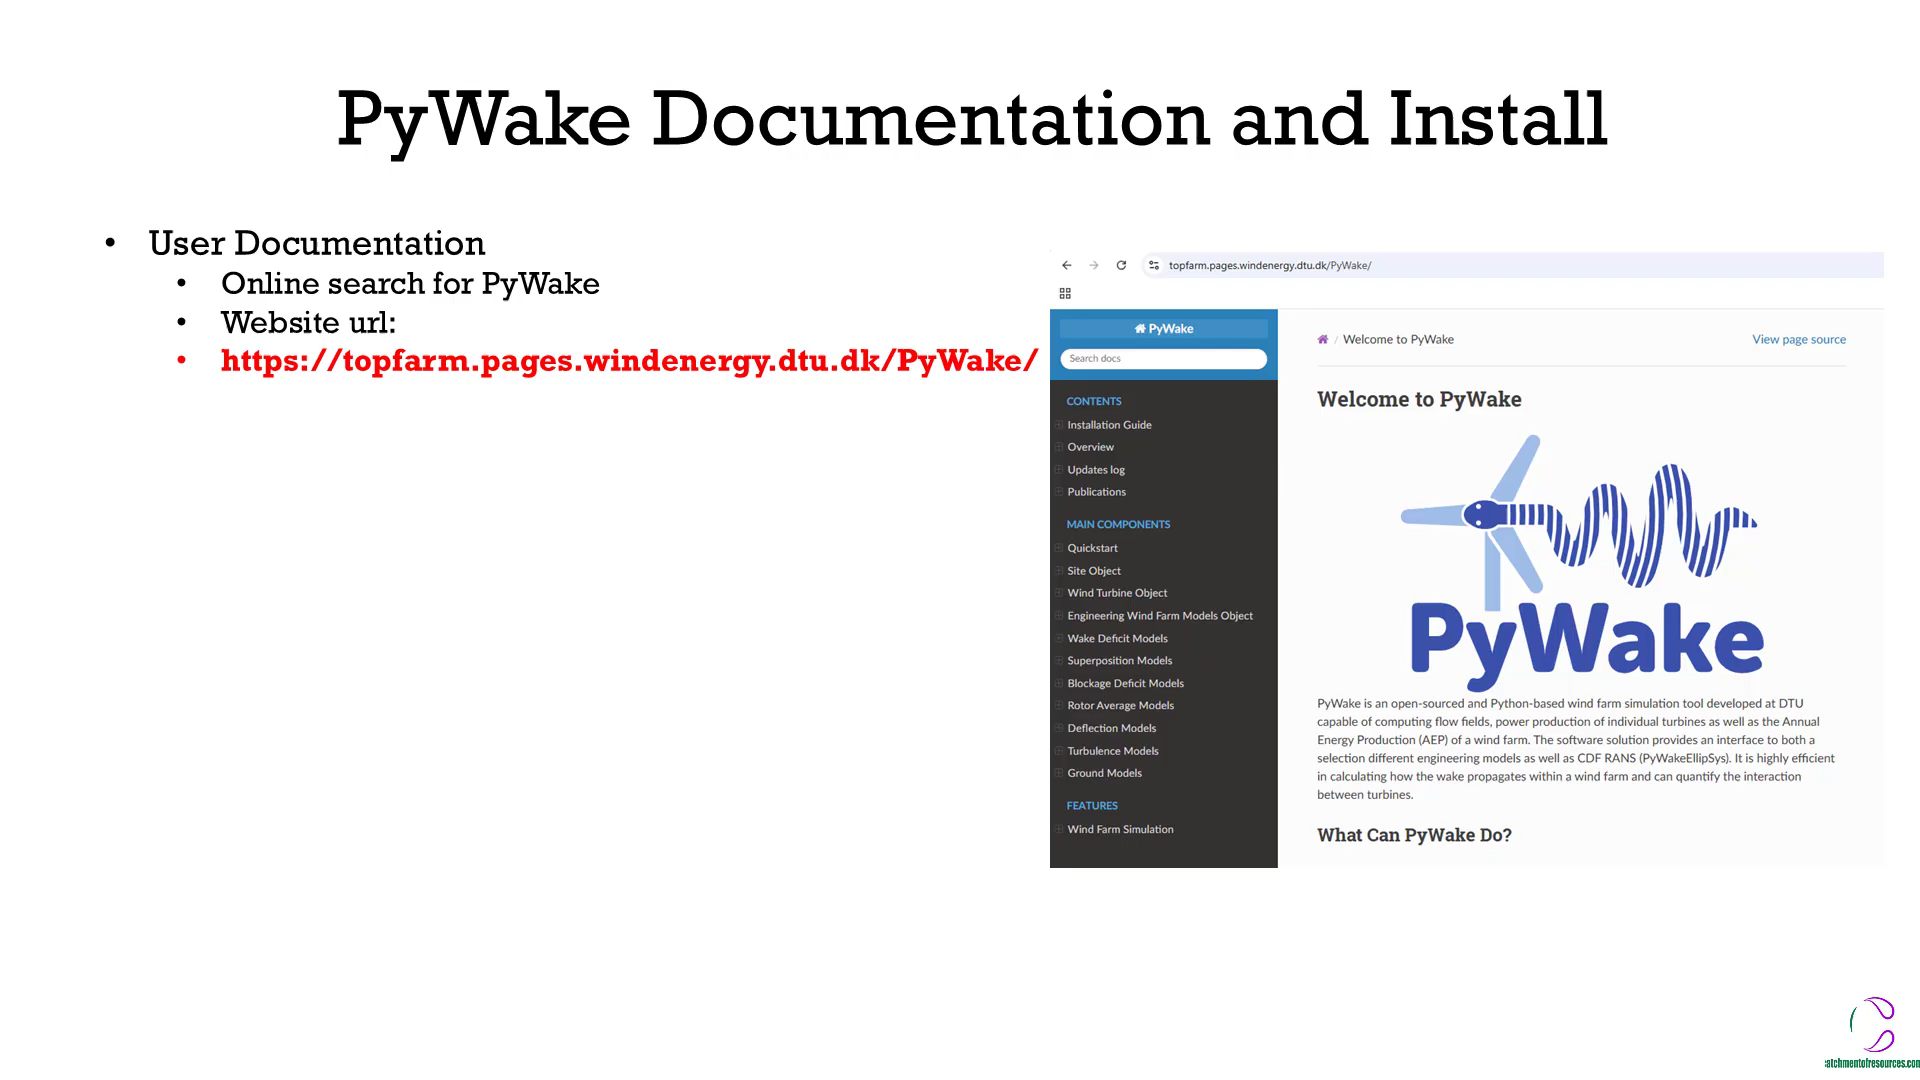 PyWake Documentation and Install
• User Documentation
• Online search for PyWake
• Website url:
• https://topfarm.pages.windenergy.dtu.dk/PyWake/
topfarm.pages.windenergy.dtu.dk/PyWake/
PyWake
Search docs
CONTENTS
Installation Guide
Overview
Updates log
Publications
MAIN COMPONENTS
Quickstart
Site Object
Wind Turbine Object
Engineering Wind Farm Models Object
Wake Deficit Models
Superposition Models
Blockage Deficit Models
Rotor Average Models
Deflection Models
Turbulence Models
Ground Models
FEATURES
Wind Farm Simulation
/ Welcome to PyWake
View page source
Welcome to PyWake
PyWake
PyWake is an open-sourced and Python-based wind farm simulation tool developed at DTU
capable of computing flow fields, power production of individual turbines as well as the Annual
Energy Production (AEP) of a wind farm. The software solution provides an interface to both a
selection different engineering models as well as CDF RANS (PyWakeEllipSys). It is highly efficient
in calculating how the wake propagates within a wind farm and can quantify the interaction
between turbines.
What Can PyWake Do?
atchmentofresources.com